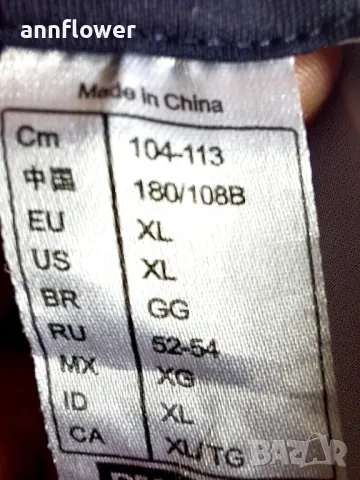 annflower
Made in China
Cm 104-113
中国 180/108B
EU XL
US XL
BR GG
RU 52-54
MX XG
ID XL
CA XL/TG
BAZAR